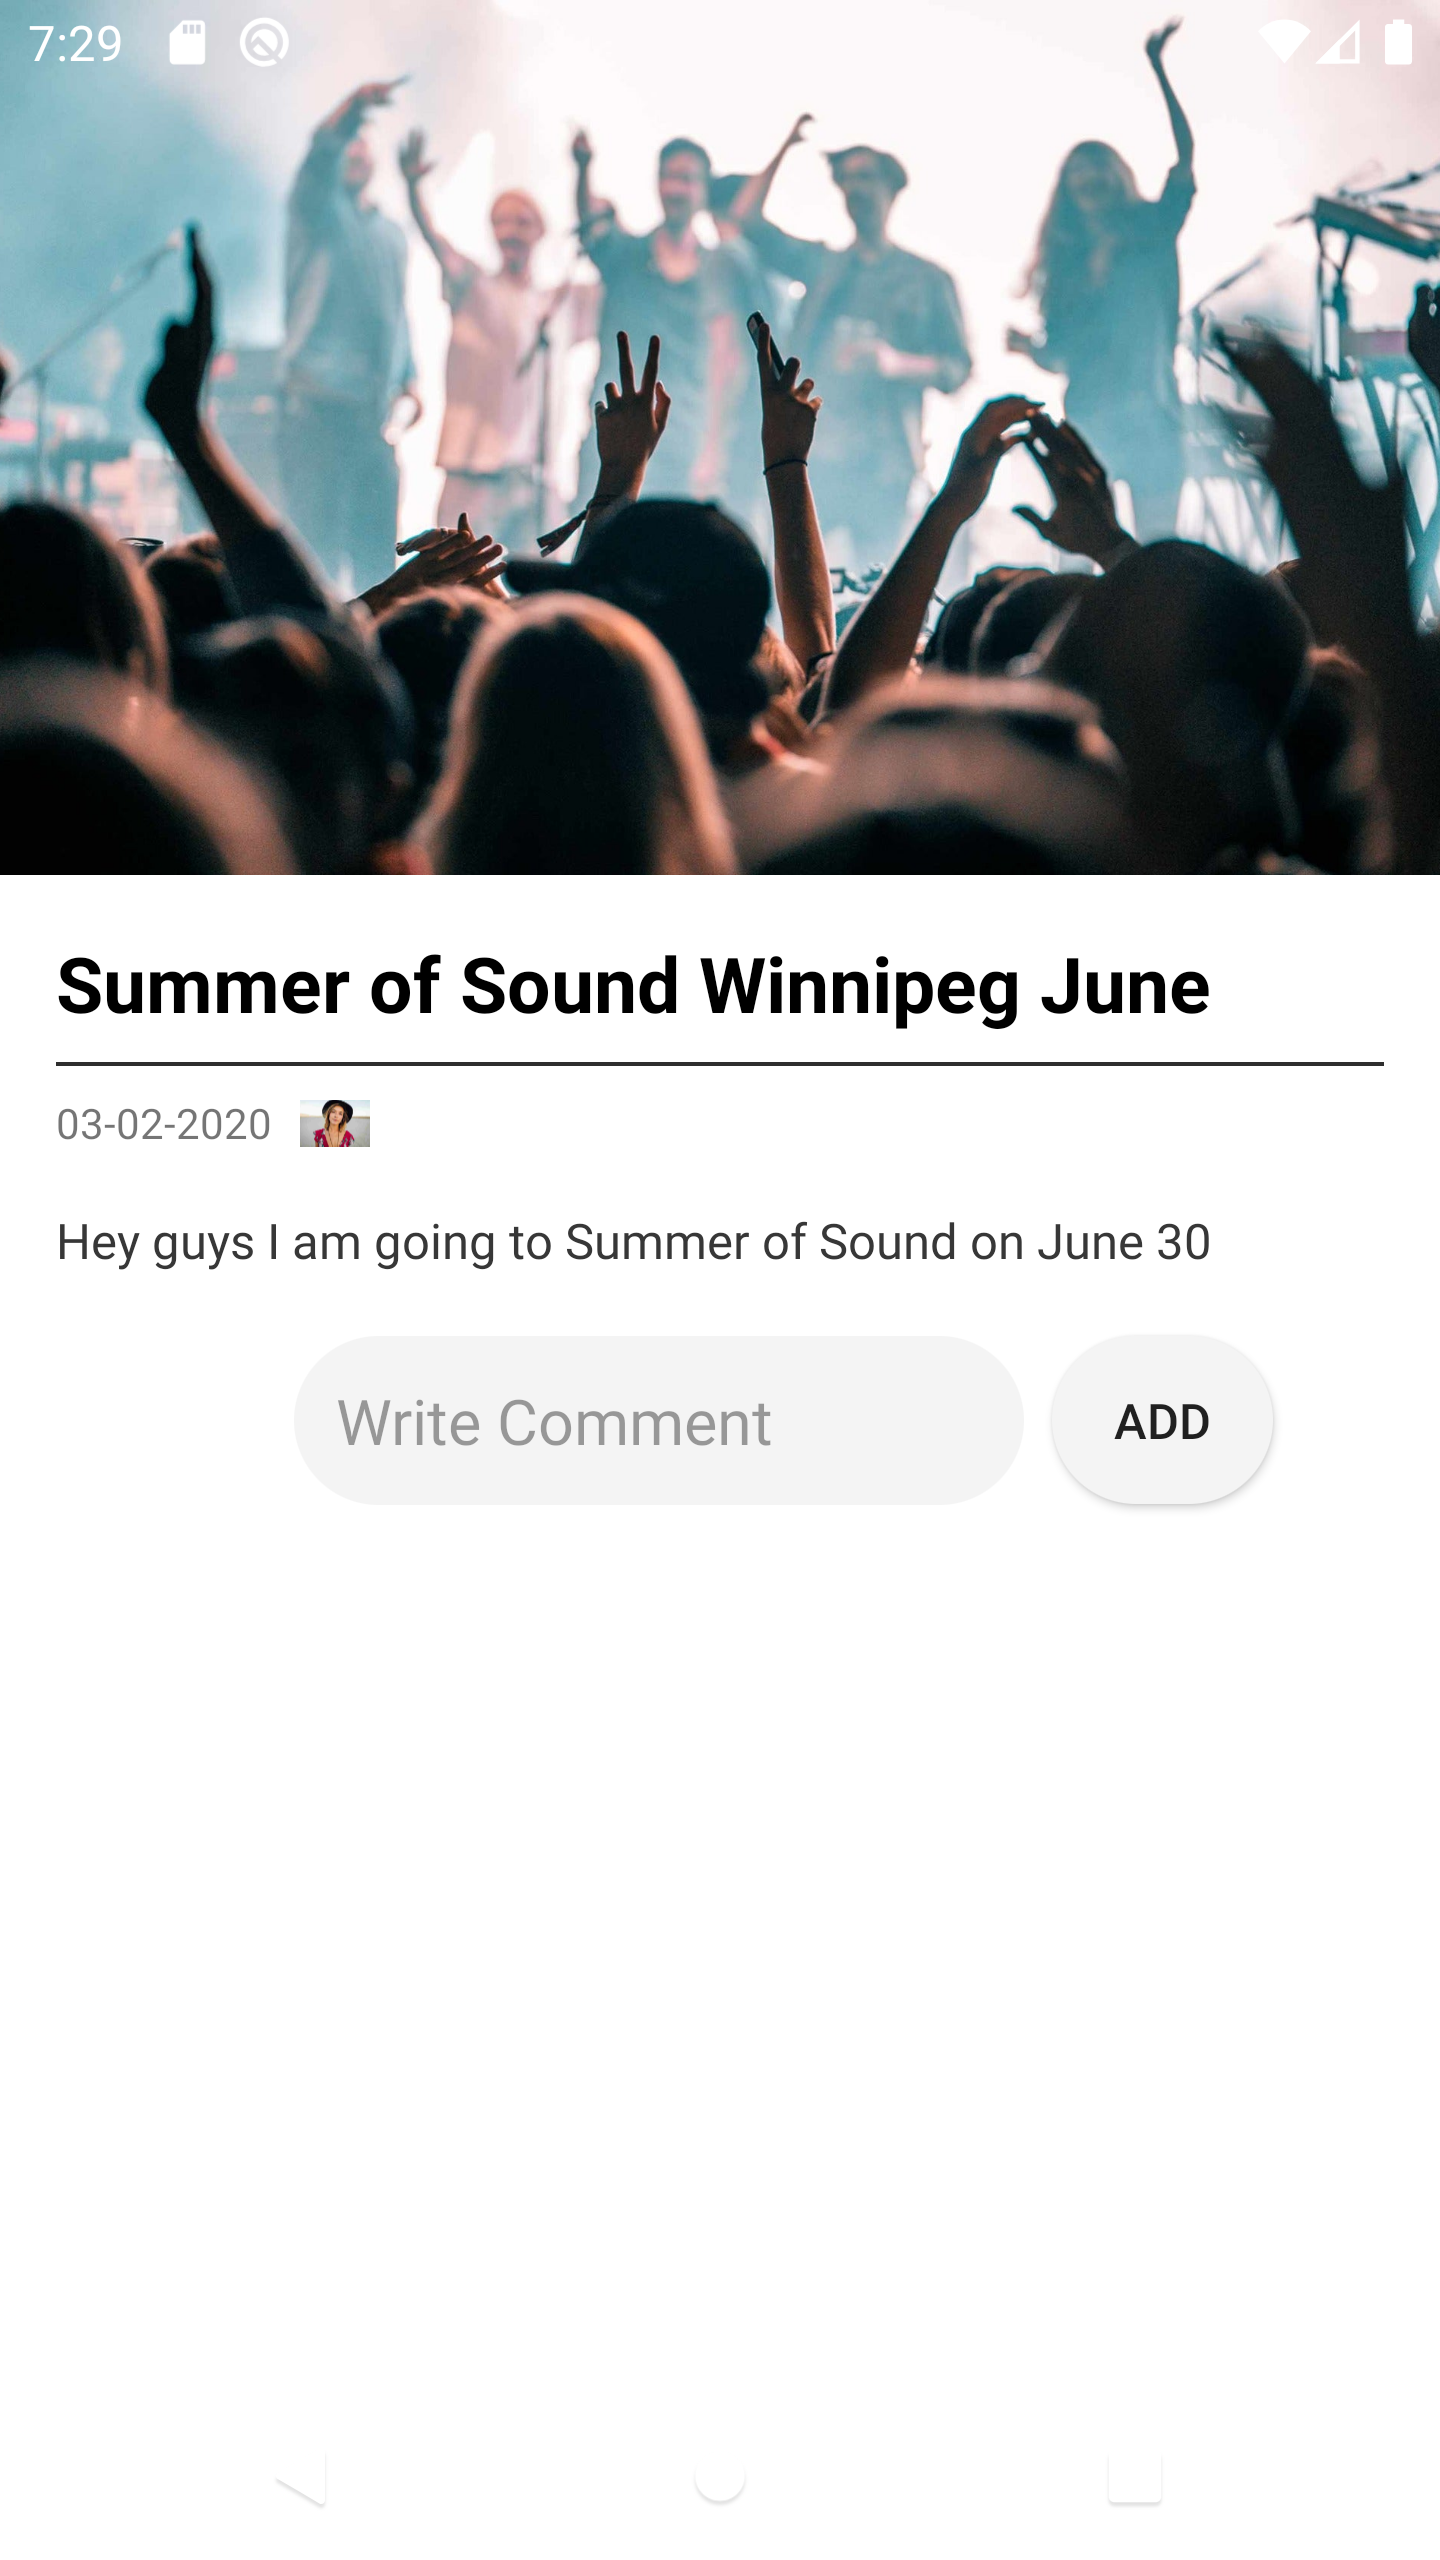 7:29
Summer of Sound Winnipeg June
03-02-2020
Hey guys I am going to Summer of Sound on June 30
Write Comment
ADD